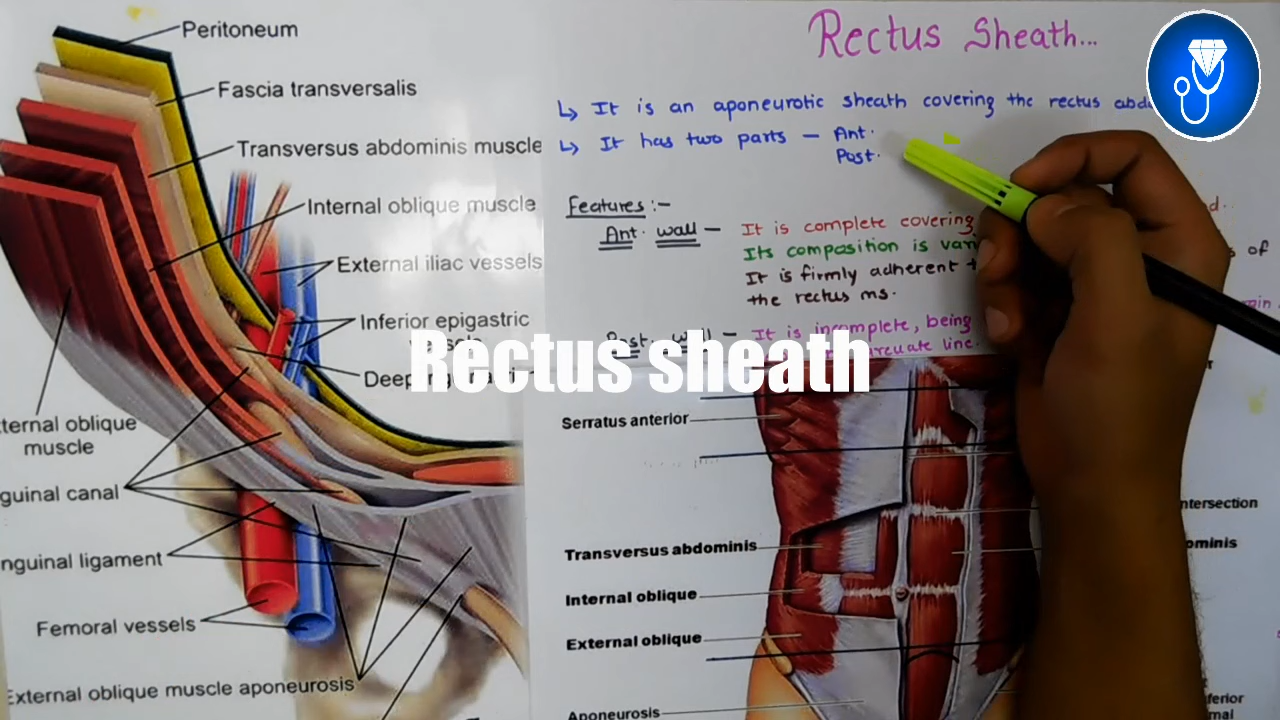 Peritoneum
Fascia transversalis
Transversus abdominis muscle
Internal oblique muscle
External iliac vessels
Inferior epigastric
ternal oblique
muscle
guinal canal
nguinal ligament
Femoral vessels
External oblique muscle aponeurosis
Rectus Sheath...
↳ It is an aponeurotic sheath covering the rectus abd
↳ It has two parts - Ant.
Post.
Features :-
Ant. wall - It is complete covering
Its composition is var
It is firmly adherent
the rectus ms.
Post. wall - It is incomplete, being
arcuate line.
of
Rectus sheath
Serratus anterior
Transversus abdominis
Internal oblique
External oblique
Aponeurosis
ntersection
ominis
ferior